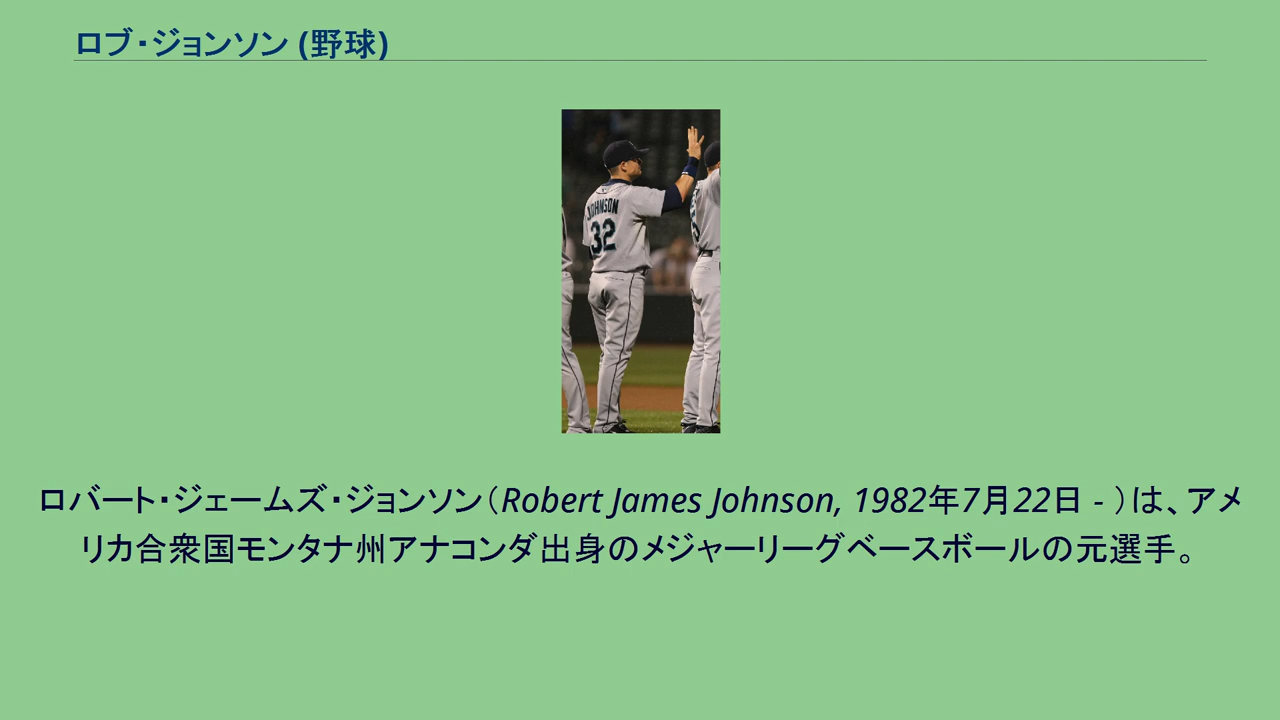 ロブ・ジョンソン (野球)
JOHNSON
32
ロバート・ジェームズ・ジョンソン（Robert James Johnson, 1982年7月22日 - ）は、アメ
リカ合衆国モンタナ州アナコンダ出身のメジャーリーグベースボールの元選手。